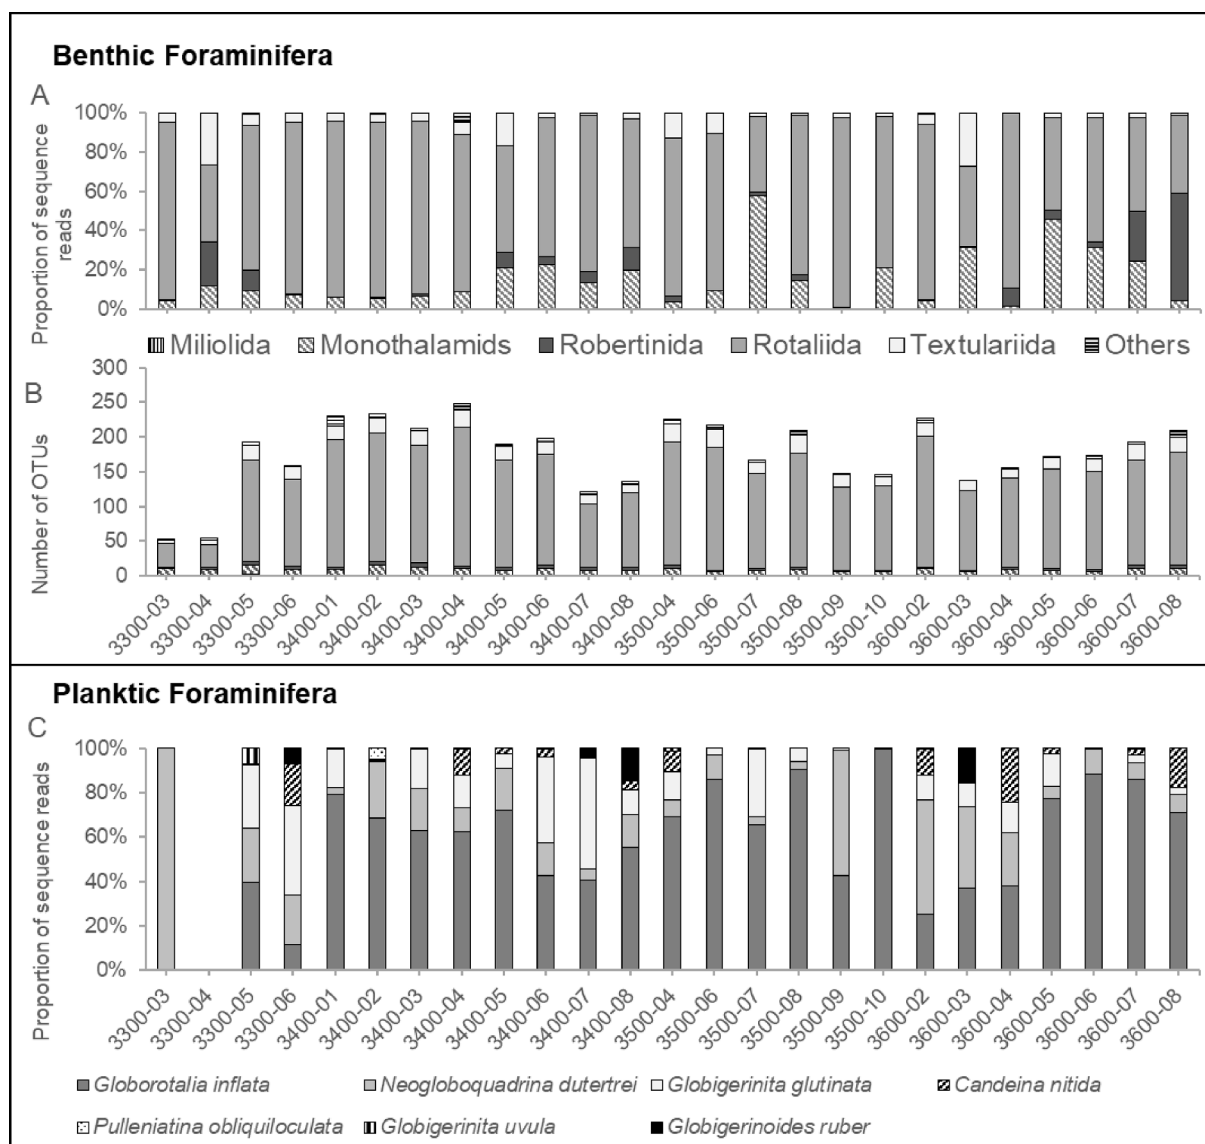 Benthic Foraminifera
A
Proportion of sequence
reads
100%
80%
60%
40%
20%
0%
Miliolida Monothalamids Robertinida Rotaliida Textulariida Others
B
Number of OTUs
300
250
200
150
100
50
0
3300-03 3300-04 3300-05 3300-06 3400-01 3400-02 3400-03 3400-04 3400-05 3400-06 3400-07 3400-08 3500-04 3500-06 3500-07 3500-08 3500-09 3500-10 3600-02 3600-03 3600-04 3600-05 3600-06 3600-07 3600-08
Planktic Foraminifera
C
Proportion of sequence reads
100%
80%
60%
40%
20%
0%
3300-03 3300-04 3300-05 3300-06 3400-01 3400-02 3400-03 3400-04 3400-05 3400-06 3400-07 3400-08 3500-04 3500-06 3500-07 3500-08 3500-09 3500-10 3600-02 3600-03 3600-04 3600-05 3600-06 3600-07 3600-08
Globorotalia inflata Neogloboquadrina dutertrei Globigerinita glutinata Candeina nitida
Pulleniatina obliquiloculata Globigerinita uvula Globigerinoides ruber